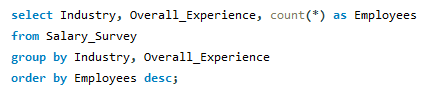 select Industry, Overall_Experience, count(*) as Employees
from Salary_Survey
group by Industry, Overall_Experience
order by Employees desc;